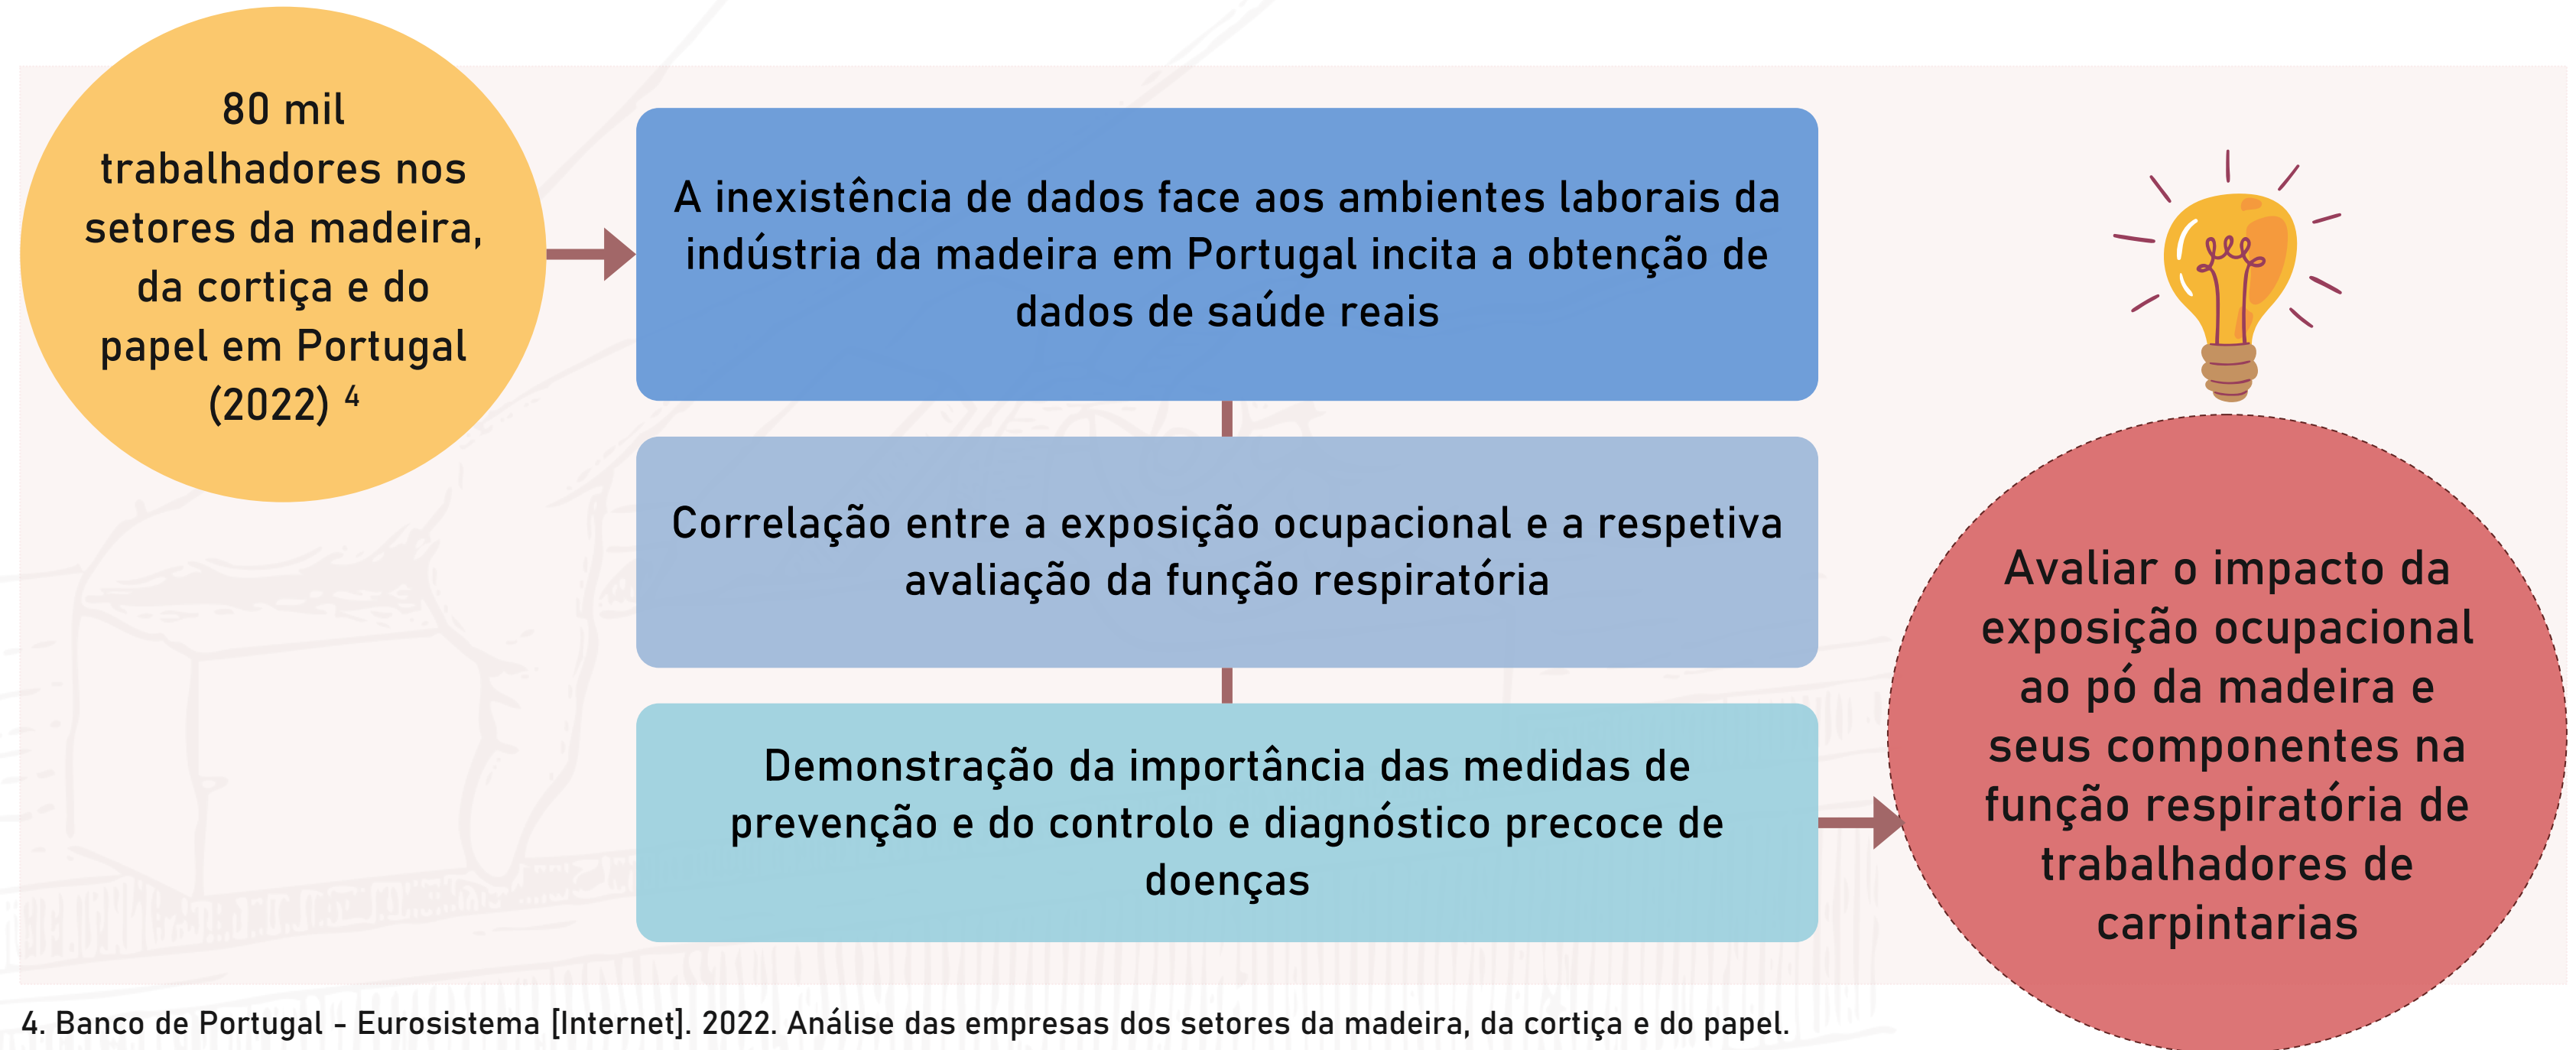 80 mil
trabalhadores nos
setores da madeira,
da cortiça e do
papel em Portugal
(2022) ⁴
A inexistência de dados face aos ambientes laborais da
indústria da madeira em Portugal incita a obtenção de
dados de saúde reais
Correlação entre a exposição ocupacional e a respetiva
avaliação da função respiratória
Demonstração da importância das medidas de
prevenção e do controlo e diagnóstico precoce de
doenças
Avaliar o impacto da
exposição ocupacional
ao pó da madeira e
seus componentes na
função respiratória de
trabalhadores de
carpintarias
4. Banco de Portugal - Eurosistema [Internet]. 2022. Análise das empresas dos setores da madeira, da cortiça e do papel.